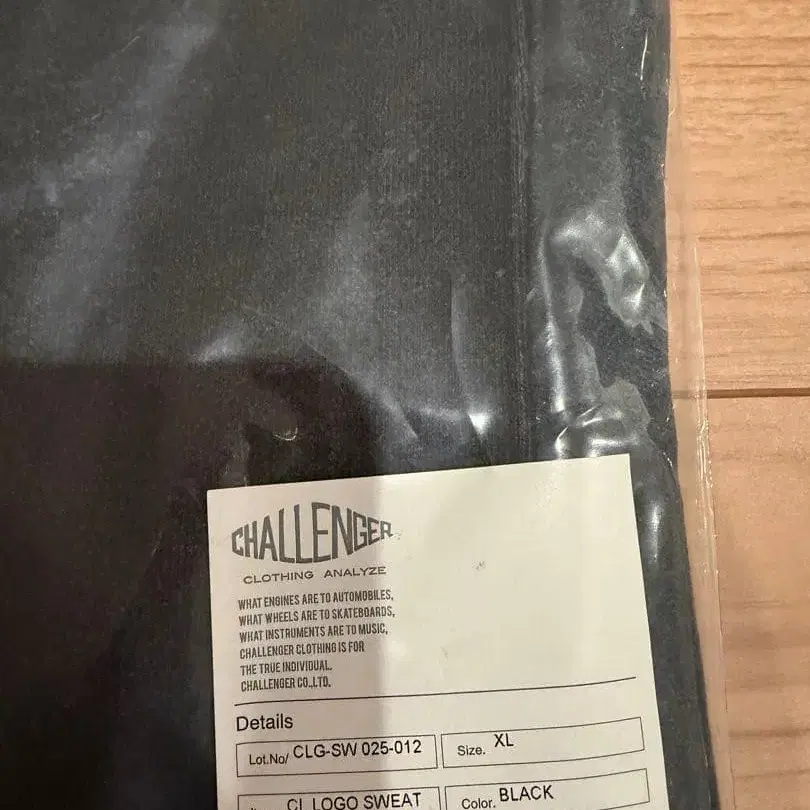 CHALLENGER
CLOTHING ANALYZE
WHAT ENGINES ARE TO AUTOMOBILES,
WHAT WHEELS ARE TO SKATEBOARDS,
WHAT INSTRUMENTS ARE TO MUSIC,
CHALLENGER CLOTHING IS FOR
THE TRUE INDIVIDUAL.
CHALLENGER CO.,LTD.
Details
Lot.No/ CLG-SW 025-012 Size. XL
LOGO SWEAT Color. BLACK